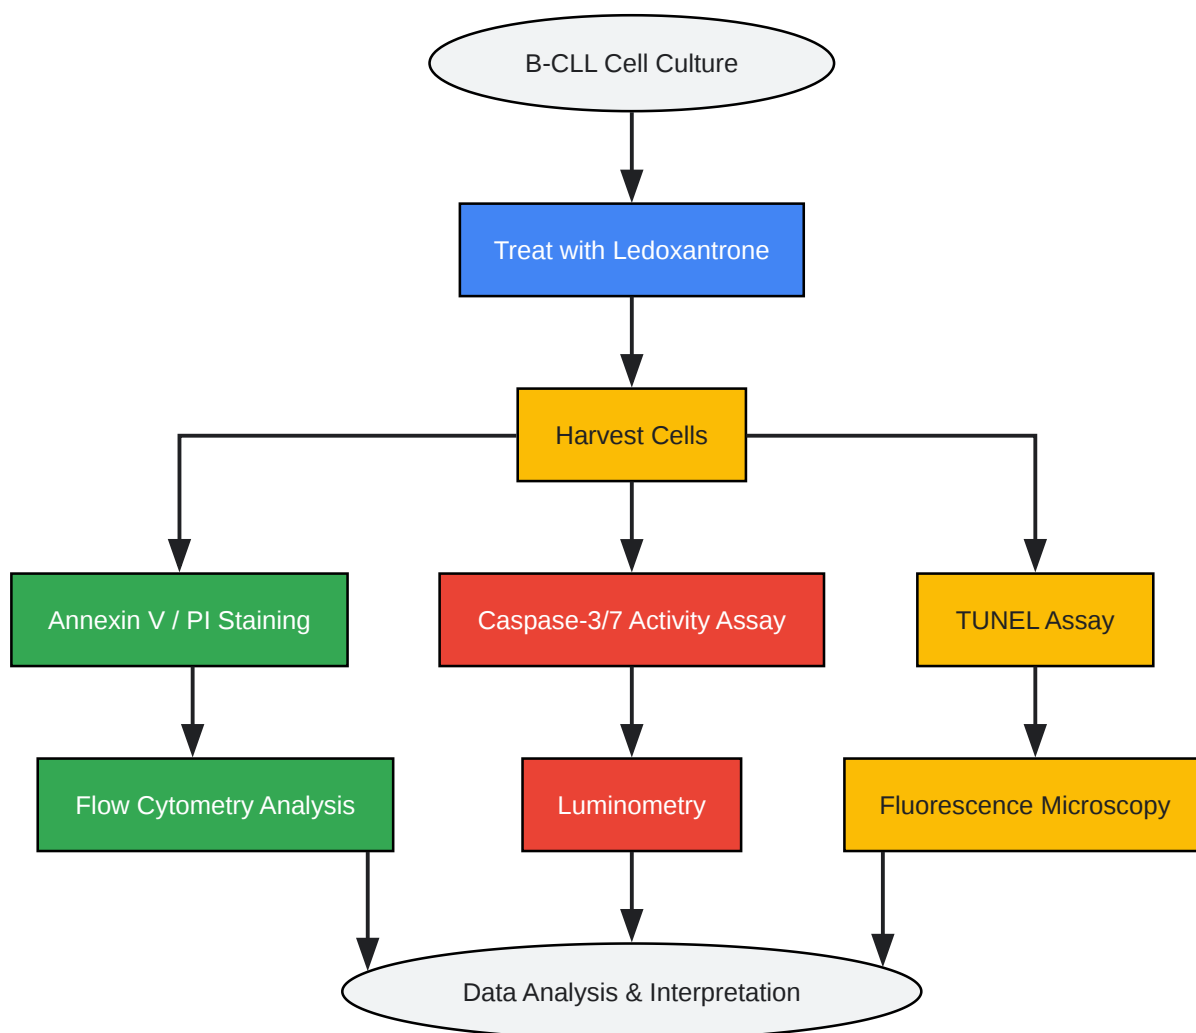 B-CLL Cell Culture
Treat with Ledoxantrone
Harvest Cells
Annexin V / PI Staining
Caspase-3/7 Activity Assay
TUNEL Assay
Flow Cytometry Analysis
Luminometry
Fluorescence Microscopy
Data Analysis & Interpretation